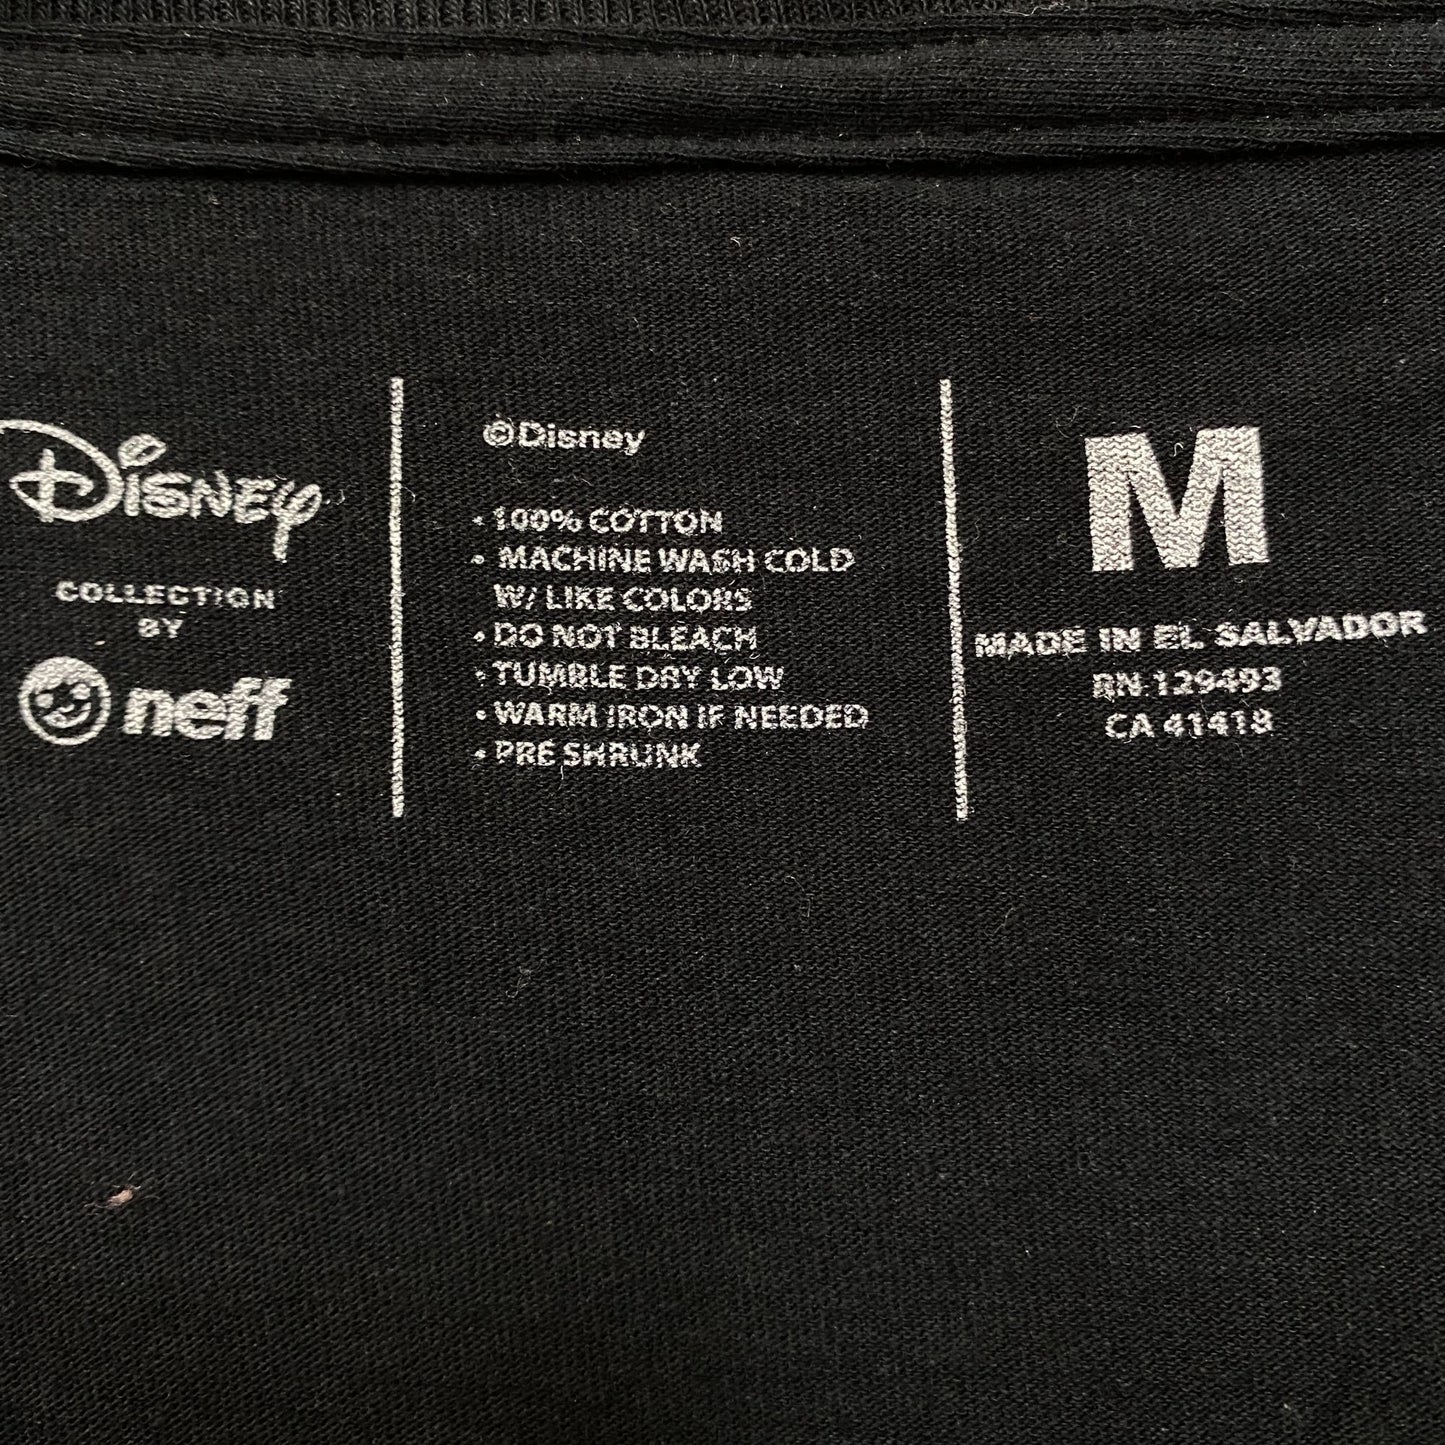 Disney
COLLECTION
BY
neff
©Disney
• 100% COTTON
• MACHINE WASH COLD
W/ LIKE COLORS
• DO NOT BLEACH
• TUMBLE DRY LOW
• WARM IRON IF NEEDED
• PRE SHRUNK
M
MADE IN EL SALVADOR
RN 129493
CA 41418